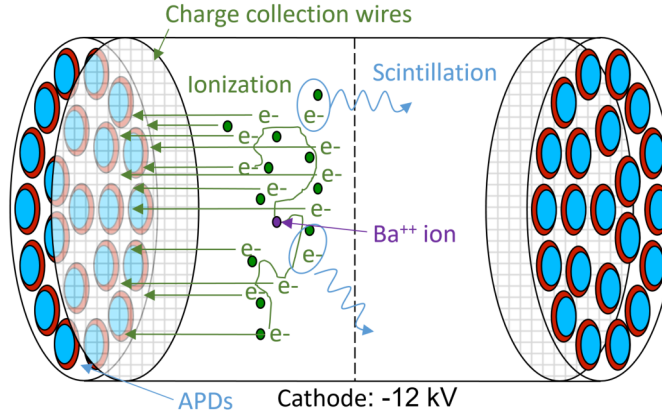 Charge collection wires
Ionization
Scintillation
e-
e-
e-
e-
e-
e-
e-
e-
e-
Ba++ ion
e-
e-
e-
e-
e-
APDs
Cathode: -12 kV